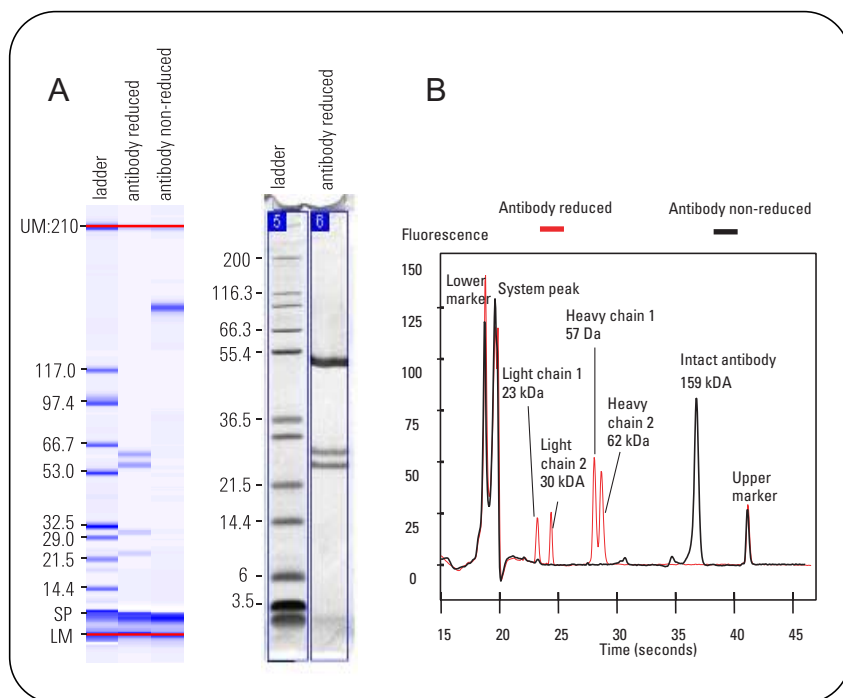 A
ladder
antibody reduced
antibody non-reduced
UM:210
117.0
97.4
66.7
53.0
32.5
29.0
21.5
14.4
SP
LM
ladder
antibody reduced
5
6
200
116.3
66.3
55.4
36.5
21.5
14.4
6
3.5
B
Antibody reduced
Antibody non-reduced
Fluorescence
150
125
100
75
50
25
0
Lower
marker
System peak
Light chain 1
23 kDa
Light
chain 2
30 kDA
Heavy chain 1
57 Da
Heavy
chain 2
62 kDa
Intact antibody
159 kDA
Upper
marker
15
20
25
30
35
40
45
Time (seconds)